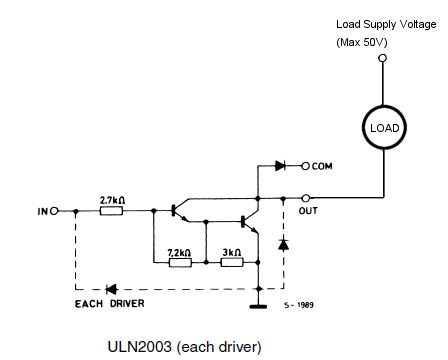 Load Supply Voltage
(Max 50V)
LOAD
COM
2.7kΩ
IN
OUT
7.2kΩ
3kΩ
EACH DRIVER
S-1989
ULN2003 (each driver)